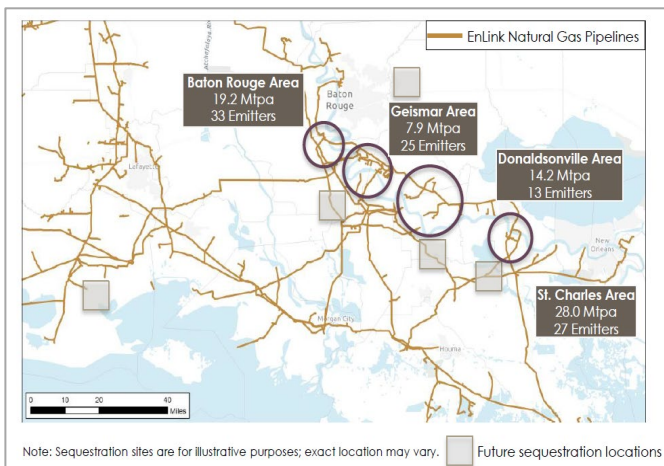 EnLink Natural Gas Pipelines
Baton Rouge Area
19.2 Mtpa
33 Emitters
Baton
Rouge
Geismar Area
7.9 Mtpa
25 Emitters
Donaldsonville Area
14.2 Mtpa
13 Emitters
Lafayette
New
Orleans
St. Charles Area
28.0 Mtpa
27 Emitters
Morgan City
Houma
0 10 20 40
Miles
Note: Sequestration sites are for illustrative purposes; exact location may vary.
Future sequestration locations